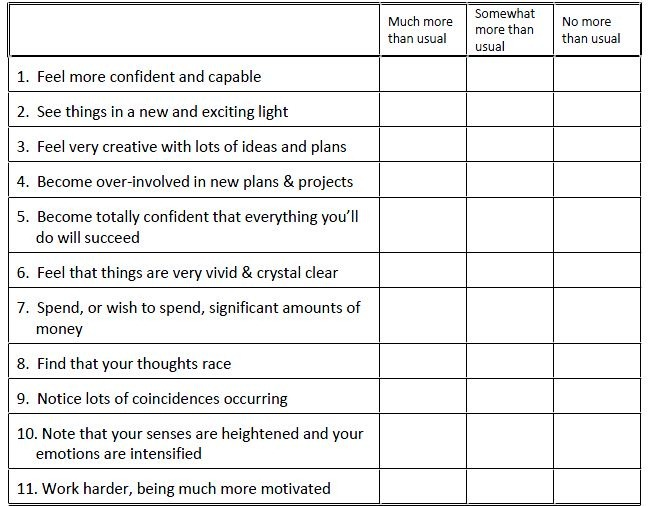 Much more
than usual
Somewhat
more than
usual
No more
than usual
1. Feel more confident and capable
2. See things in a new and exciting light
3. Feel very creative with lots of ideas and plans
4. Become over-involved in new plans & projects
5. Become totally confident that everything you’ll
do will succeed
6. Feel that things are very vivid & crystal clear
7. Spend, or wish to spend, significant amounts of
money
8. Find that your thoughts race
9. Notice lots of coincidences occurring
10. Note that your senses are heightened and your
emotions are intensified
11. Work harder, being much more motivated